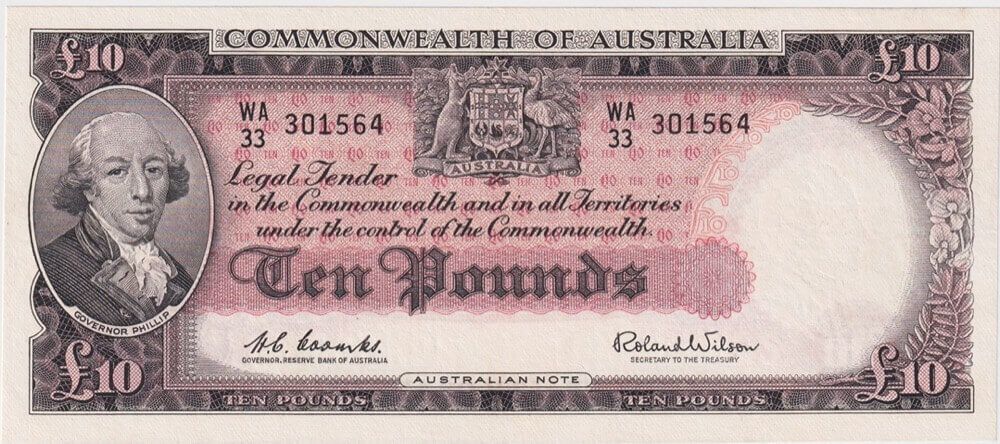 COMMONWEALTH OF AUSTRALIA
£10 £10
WA 33 301564
WA 33 301564
AUSTRALIA
Legal Tender
in the Commonwealth and in all Territories
under the control of the Commonwealth.
Ten Pounds
GOVERNOR PHILLIP
H.C. Coombs.
GOVERNOR, RESERVE BANK OF AUSTRALIA
Roland Wilson
SECRETARY TO THE TREASURY
£10 £10
AUSTRALIAN NOTE
TEN POUNDS TEN POUNDS